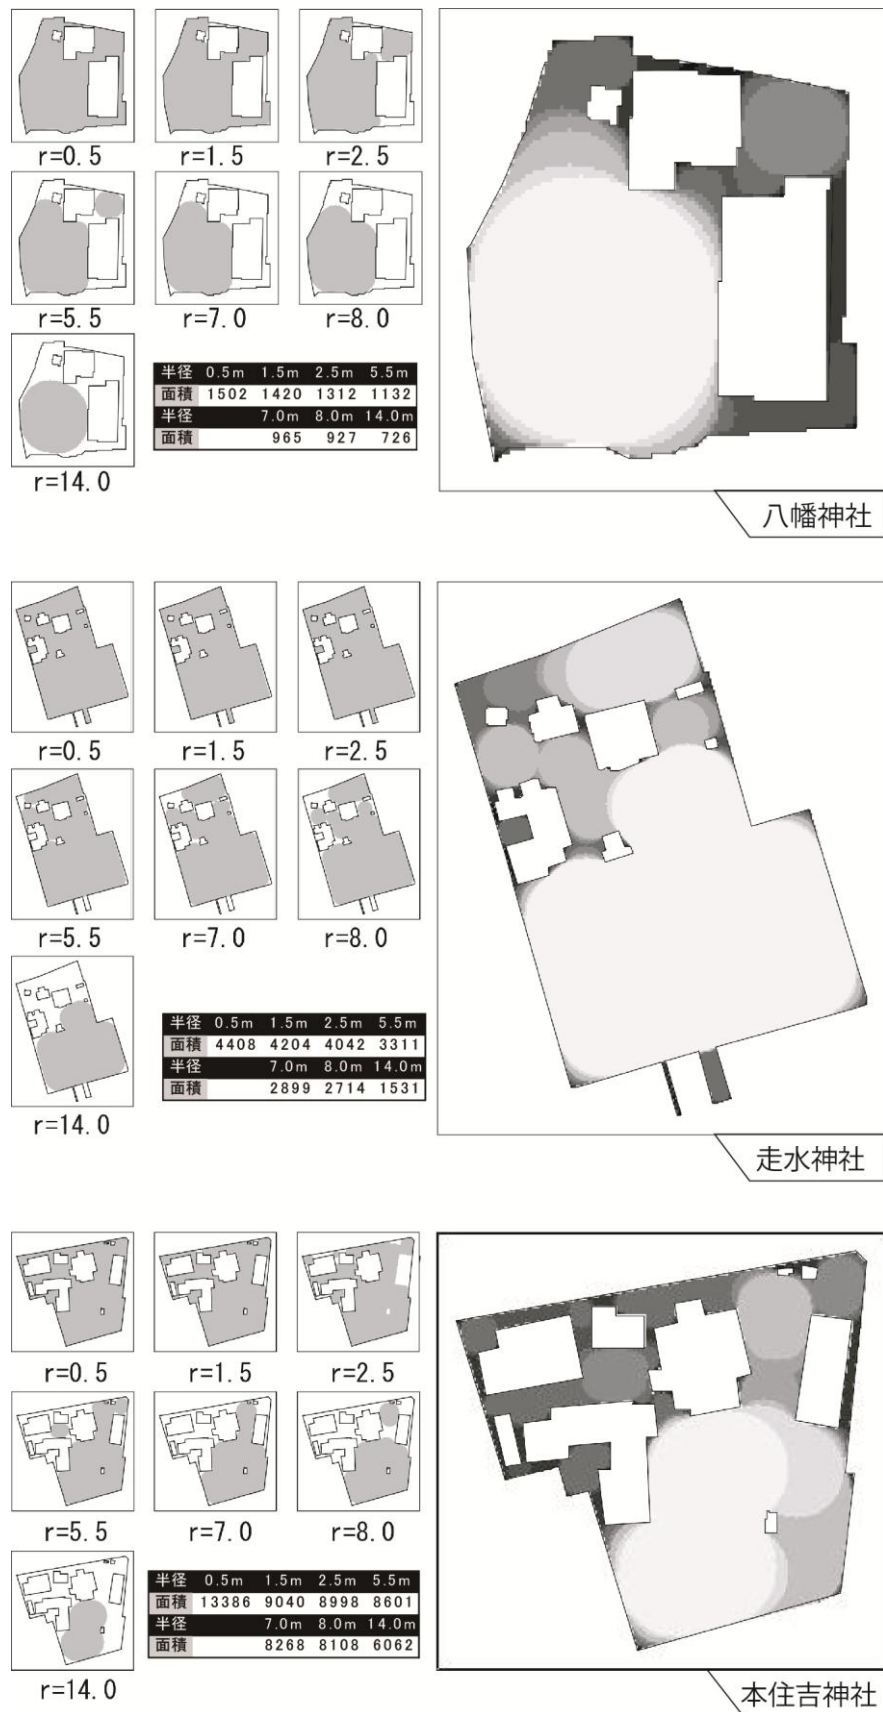 r=0.5 r=1.5 r=2.5
r=5.5 r=7.0 r=8.0
半径 0.5m 1.5m 2.5m 5.5m
面積 1502 1420 1312 1132
半径 7.0m 8.0m 14.0m
面積 965 927 726
r=14.0
八幡神社
r=0.5 r=1.5 r=2.5
r=5.5 r=7.0 r=8.0
半径 0.5m 1.5m 2.5m 5.5m
面積 4408 4204 4042 3311
半径 7.0m 8.0m 14.0m
面積 2899 2714 1531
r=14.0
走水神社
r=0.5 r=1.5 r=2.5
r=5.5 r=7.0 r=8.0
半径 0.5m 1.5m 2.5m 5.5m
面積 13386 9040 8998 8601
半径 7.0m 8.0m 14.0m
面積 8268 8108 6062
r=14.0
本住吉神社